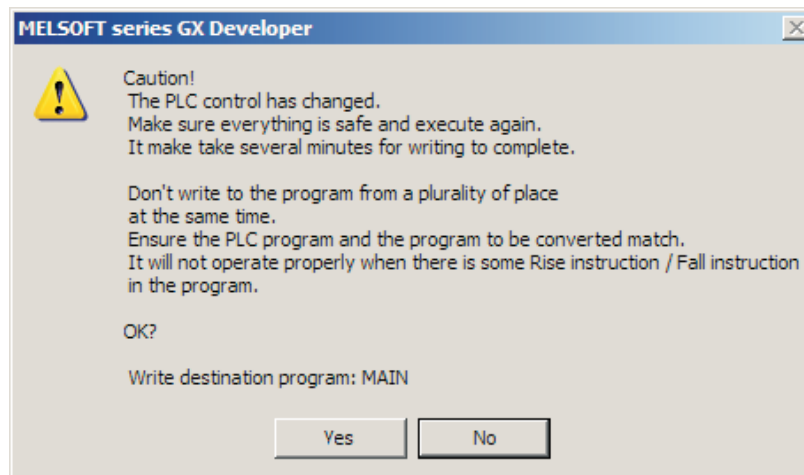 MELSOFT series GX Developer
Caution!
The PLC control has changed.
Make sure everything is safe and execute again.
It make take several minutes for writing to complete.
Don't write to the program from a plurality of place
at the same time.
Ensure the PLC program and the program to be converted match.
It will not operate properly when there is some Rise instruction / Fall instruction
in the program.
OK?
Write destination program: MAIN
Yes
No